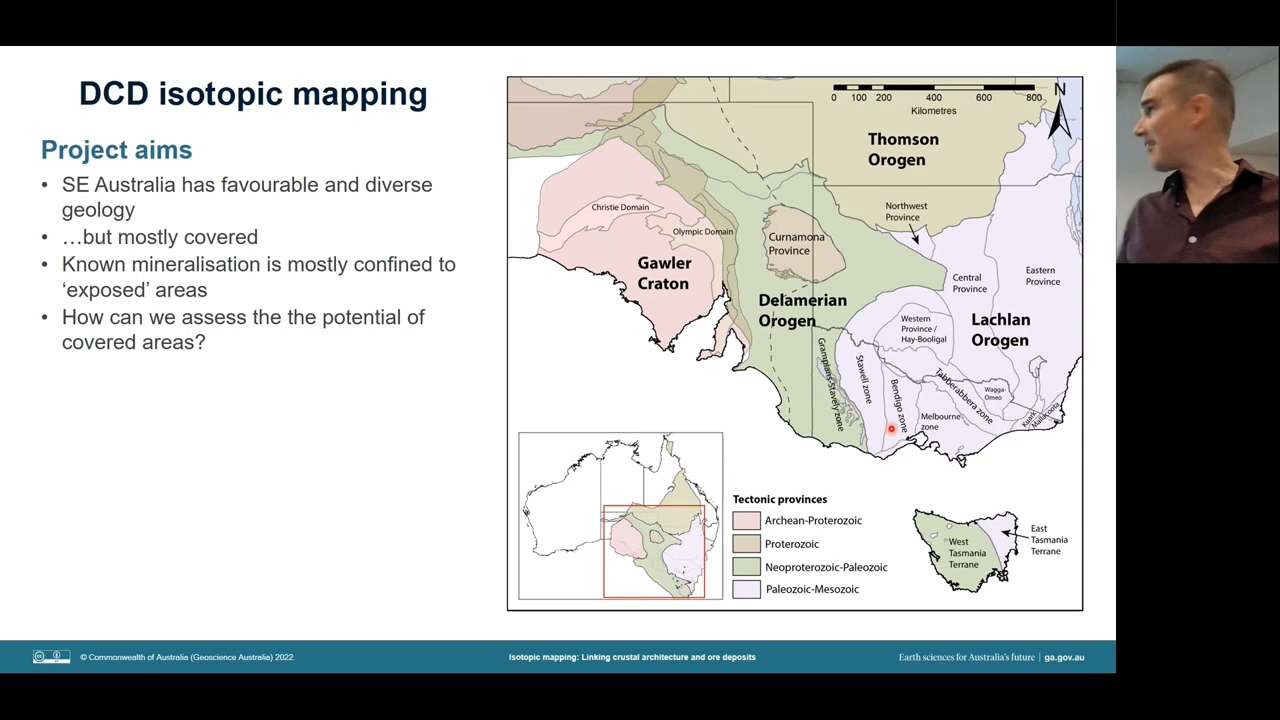 DCD isotopic mapping
Project aims
• SE Australia has favourable and diverse
geology
• …but mostly covered
• Known mineralisation is mostly confined to
‘exposed’ areas
• How can we assess the the potential of
covered areas?
0 100 200 400 600 800
Kilometres
N
Thomson
Orogen
Northwest
Province
Christie Domain
Olympic Domain
Curnamona
Province
Gawler
Craton
Delamerian
Orogen
Central
Province
Eastern
Province
Western
Province /
Hay-Booligal
Lachlan
Orogen
Grampians-Stavely zone
Stawell zone
Bendigo zone
Melbourne
zone
Tabberabbera zone
Wagga-
Omeo
Kuark
Mallacoota
Tectonic provinces
Archean-Proterozoic
Proterozoic
Neoproterozoic-Paleozoic
Paleozoic-Mesozoic
West
Tasmania
Terrane
East
Tasmania
Terrane
© Commonwealth of Australia (Geoscience Australia) 2022.
Isotopic mapping: Linking crustal architecture and ore deposits
Earth sciences for Australia’s future | ga.gov.au